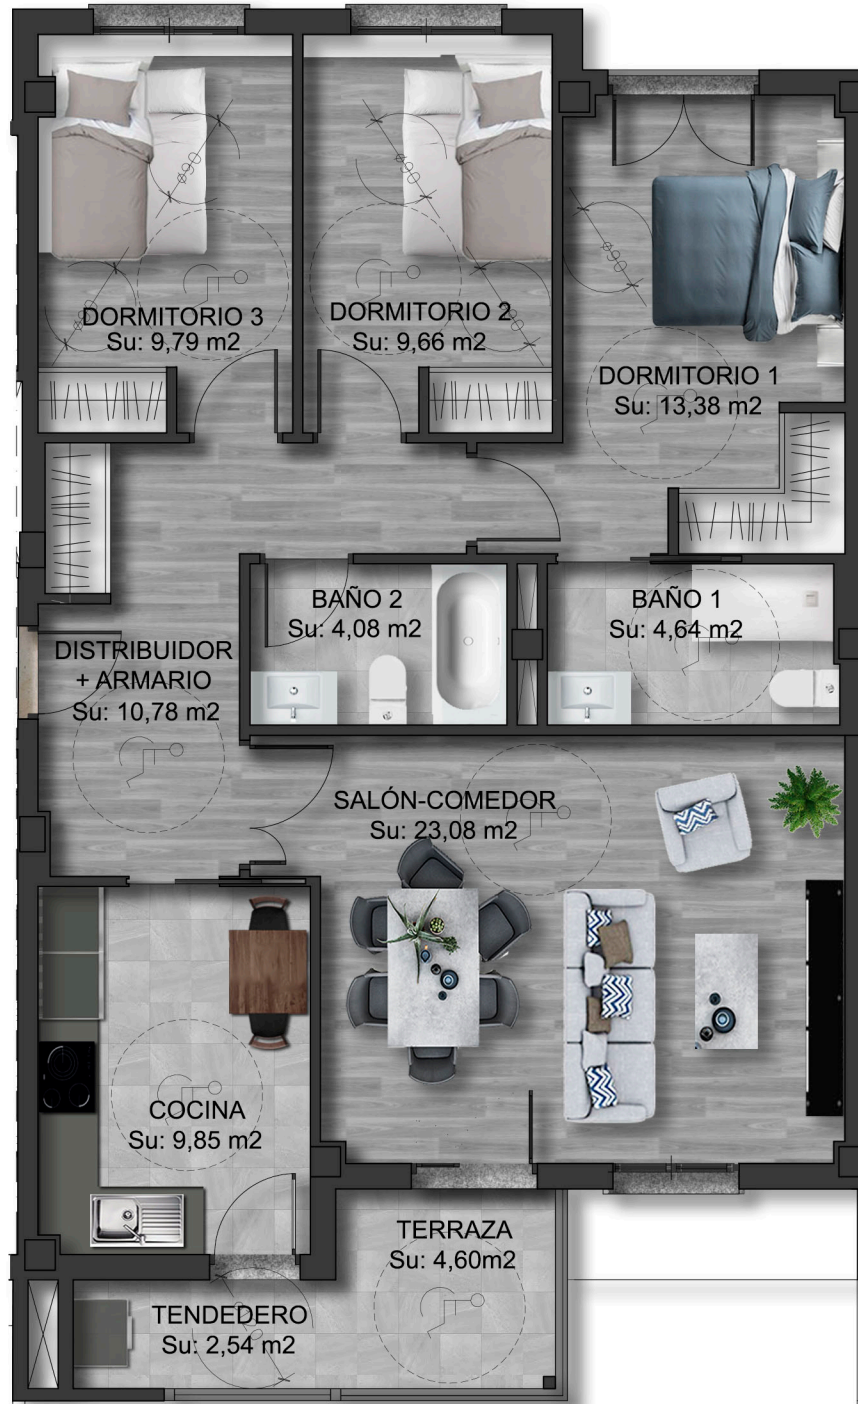 DORMITORIO 3
Su: 9,79 m2
DORMITORIO 2
Su: 9,66 m2
DORMITORIO 1
Su: 13,38 m2
BAÑO 2
Su: 4,08 m2
BAÑO 1
Su: 4,64 m2
DISTRIBUIDOR
+ ARMARIO
Su: 10,78 m2
SALÓN-COMEDOR
Su: 23,08 m2
COCINA
Su: 9,85 m2
TERRAZA
Su: 4,60m2
TENDEDERO
Su: 2,54 m2